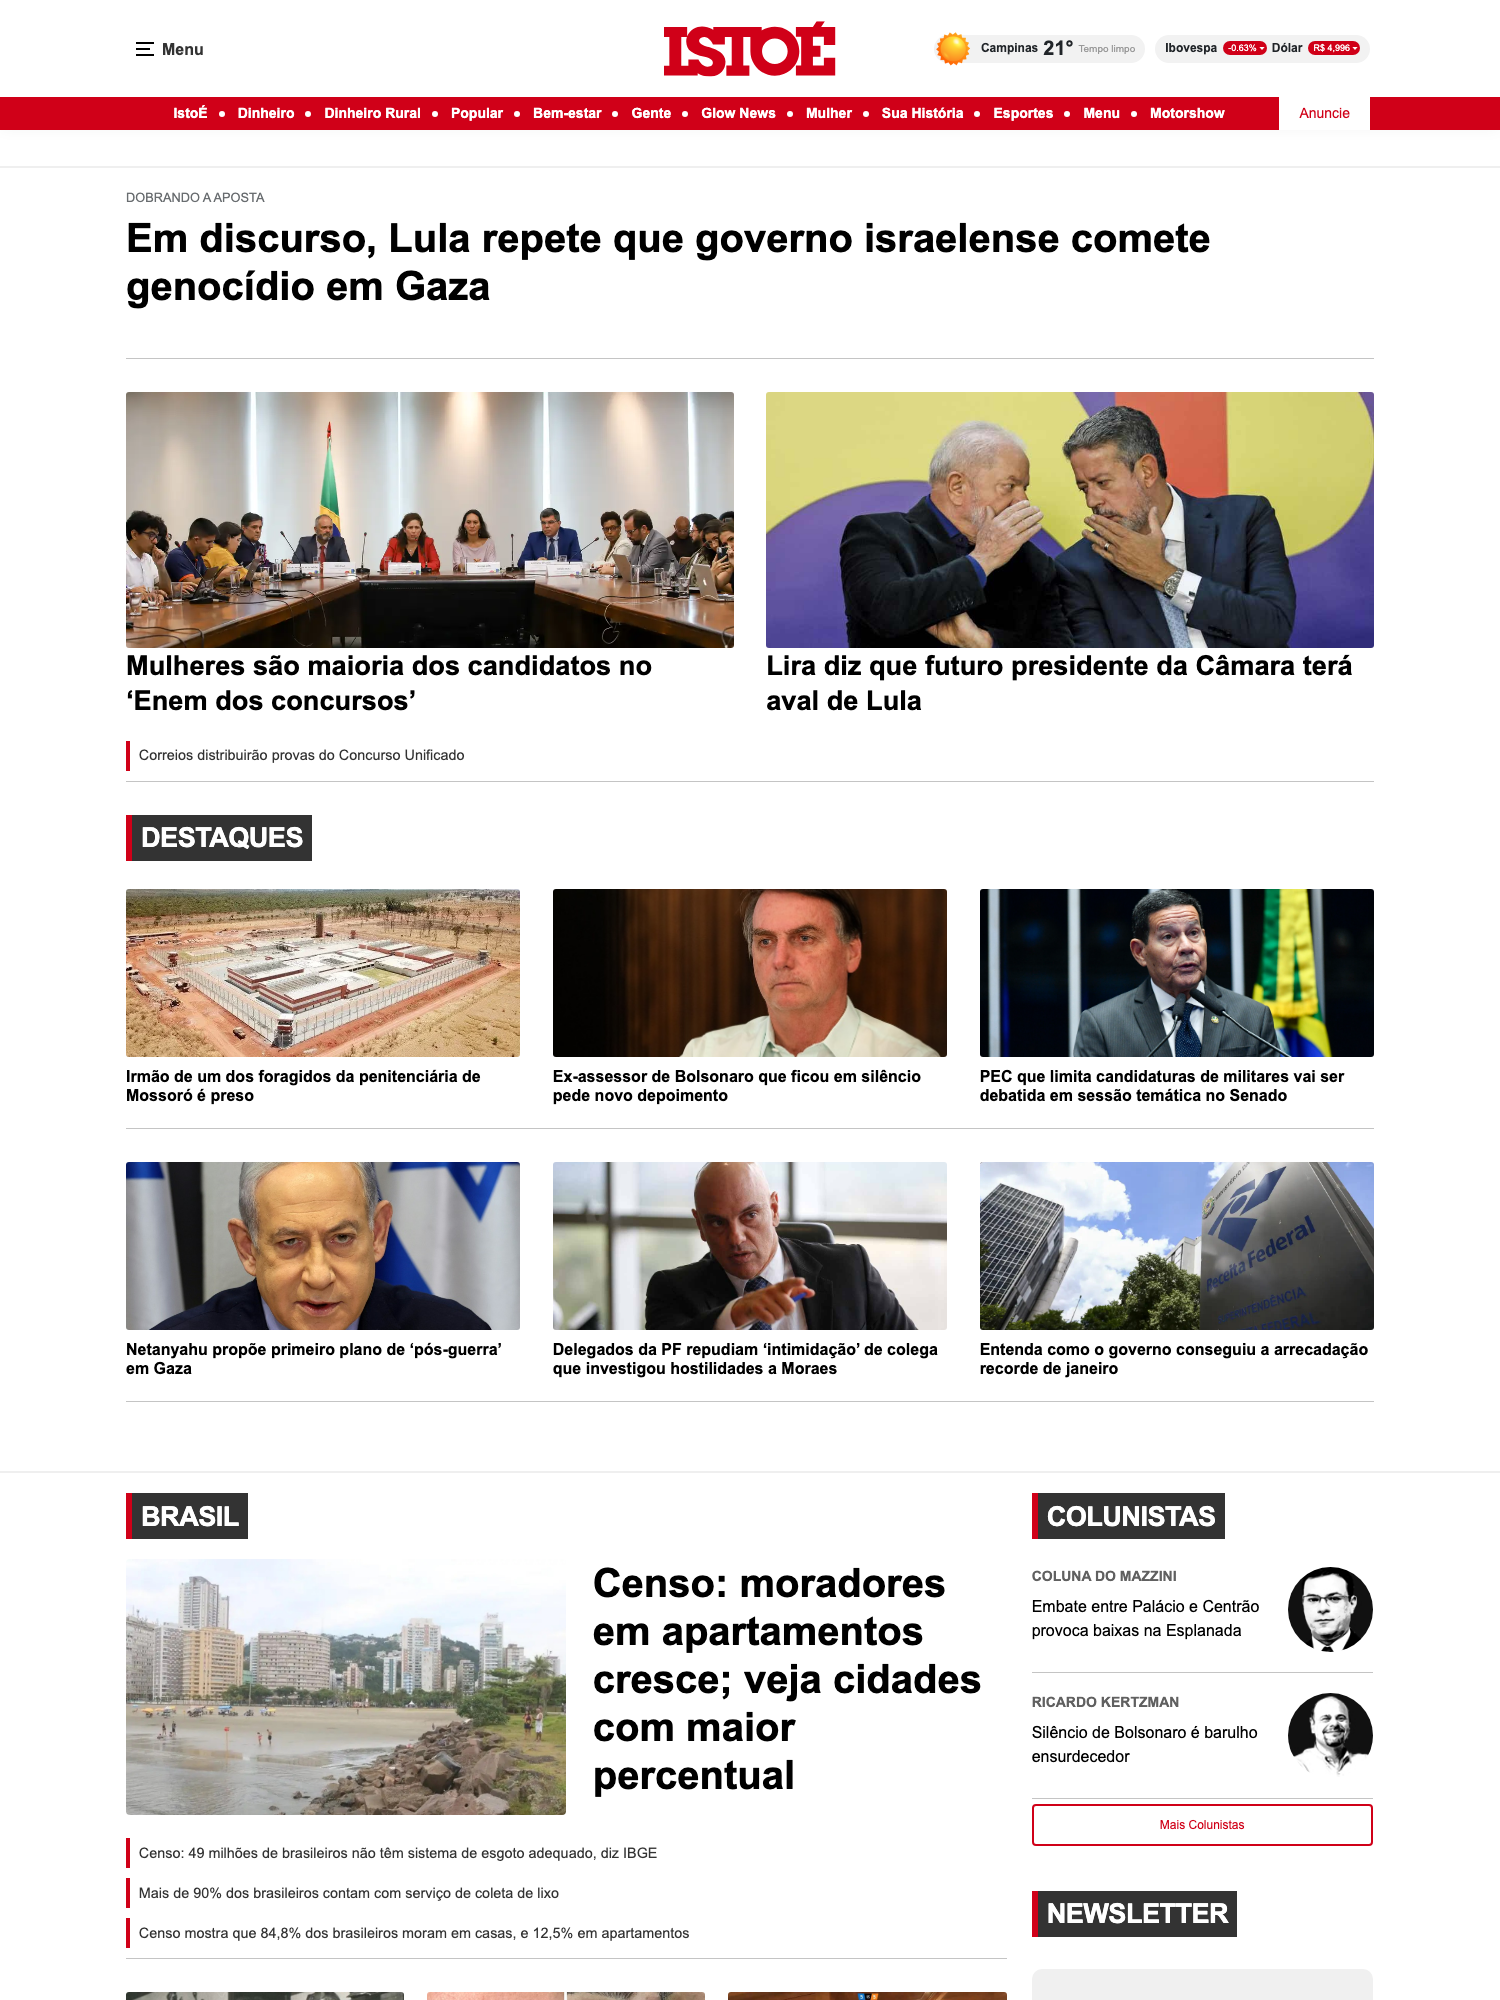 Menu
ISTOÉ
Campinas 21° Tempo limpo
Ibovespa -0.63% Dólar R$ 4,996
IstoÉ • Dinheiro • Dinheiro Rural • Popular • Bem-estar • Gente • Glow News • Mulher • Sua História • Esportes • Menu • Motorshow
Anuncie
DOBRANDO A APOSTA
Em discurso, Lula repete que governo israelense comete
genocídio em Gaza
Mulheres são maioria dos candidatos no
‘Enem dos concursos’
Correios distribuirão provas do Concurso Unificado
Lira diz que futuro presidente da Câmara terá
aval de Lula
DESTAQUES
Irmão de um dos foragidos da penitenciária de
Mossoró é preso
Ex-assessor de Bolsonaro que ficou em silêncio
pede novo depoimento
PEC que limita candidaturas de militares vai ser
debatida em sessão temática no Senado
Receita Federal
Netanyahu propõe primeiro plano de ‘pós-guerra’
em Gaza
Delegados da PF repudiam ‘intimidação’ de colega
que investigou hostilidades a Moraes
Entenda como o governo conseguiu a arrecadação
recorde de janeiro
BRASIL
Censo: moradores
em apartamentos
cresce; veja cidades
com maior
percentual
Censo: 49 milhões de brasileiros não têm sistema de esgoto adequado, diz IBGE
Mais de 90% dos brasileiros contam com serviço de coleta de lixo
Censo mostra que 84,8% dos brasileiros moram em casas, e 12,5% em apartamentos
COLUNISTAS
COLUNA DO MAZZINI
Embate entre Palácio e Centrão
provoca baixas na Esplanada
RICARDO KERTZMAN
Silêncio de Bolsonaro é barulho
ensurdecedor
Mais Colunistas
NEWSLETTER